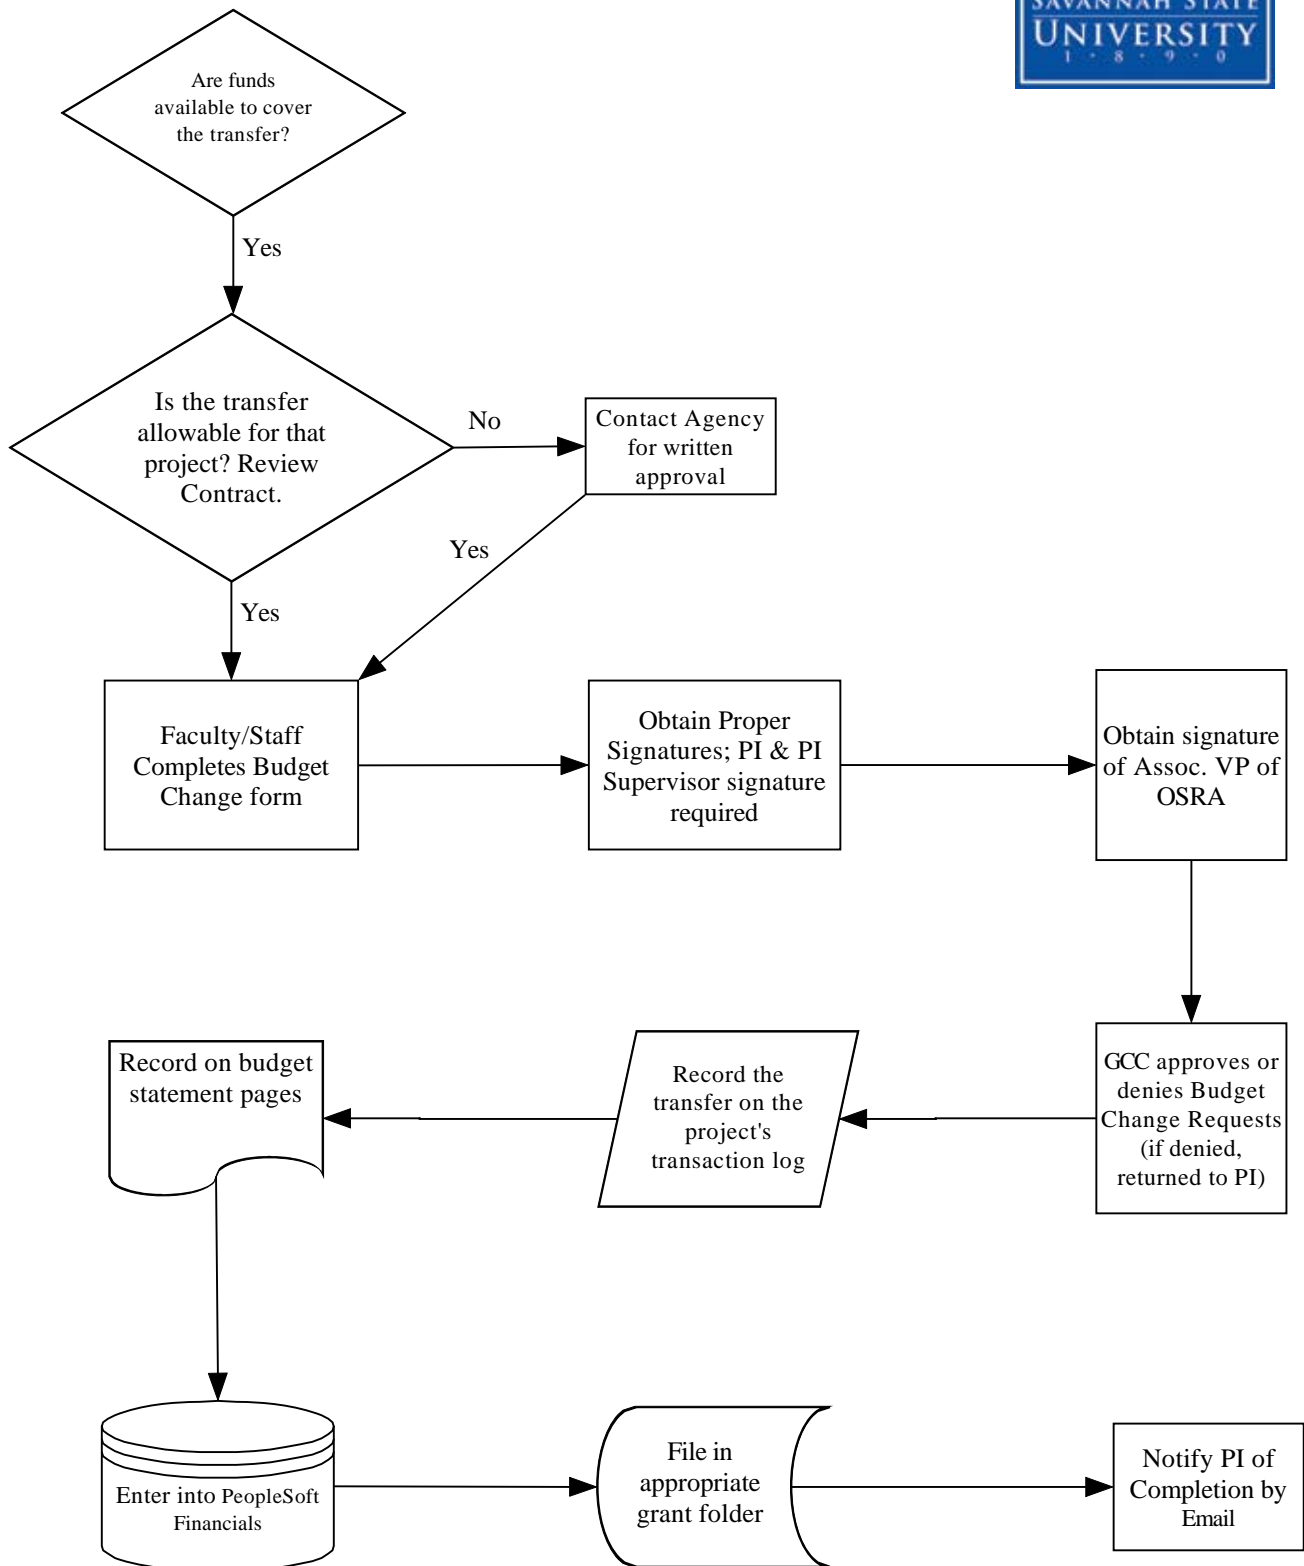 SAVANNAH STATE
UNIVERSITY
1 · 8 · 9 · 0
Are funds
available to cover
the transfer?
Yes
Is the transfer
allowable for that
project? Review
Contract.
No
Contact Agency
for written
approval
Yes
Yes
Faculty/Staff
Completes Budget
Change form
Obtain Proper
Signatures; PI & PI
Supervisor signature
required
Obtain signature
of Assoc. VP of
OSRA
Record on budget
statement pages
Record the
transfer on the
project's
transaction log
GCC approves or
denies Budget
Change Requests
(if denied,
returned to PI)
Enter into PeopleSoft
Financials
File in
appropriate
grant folder
Notify PI of
Completion by
Email